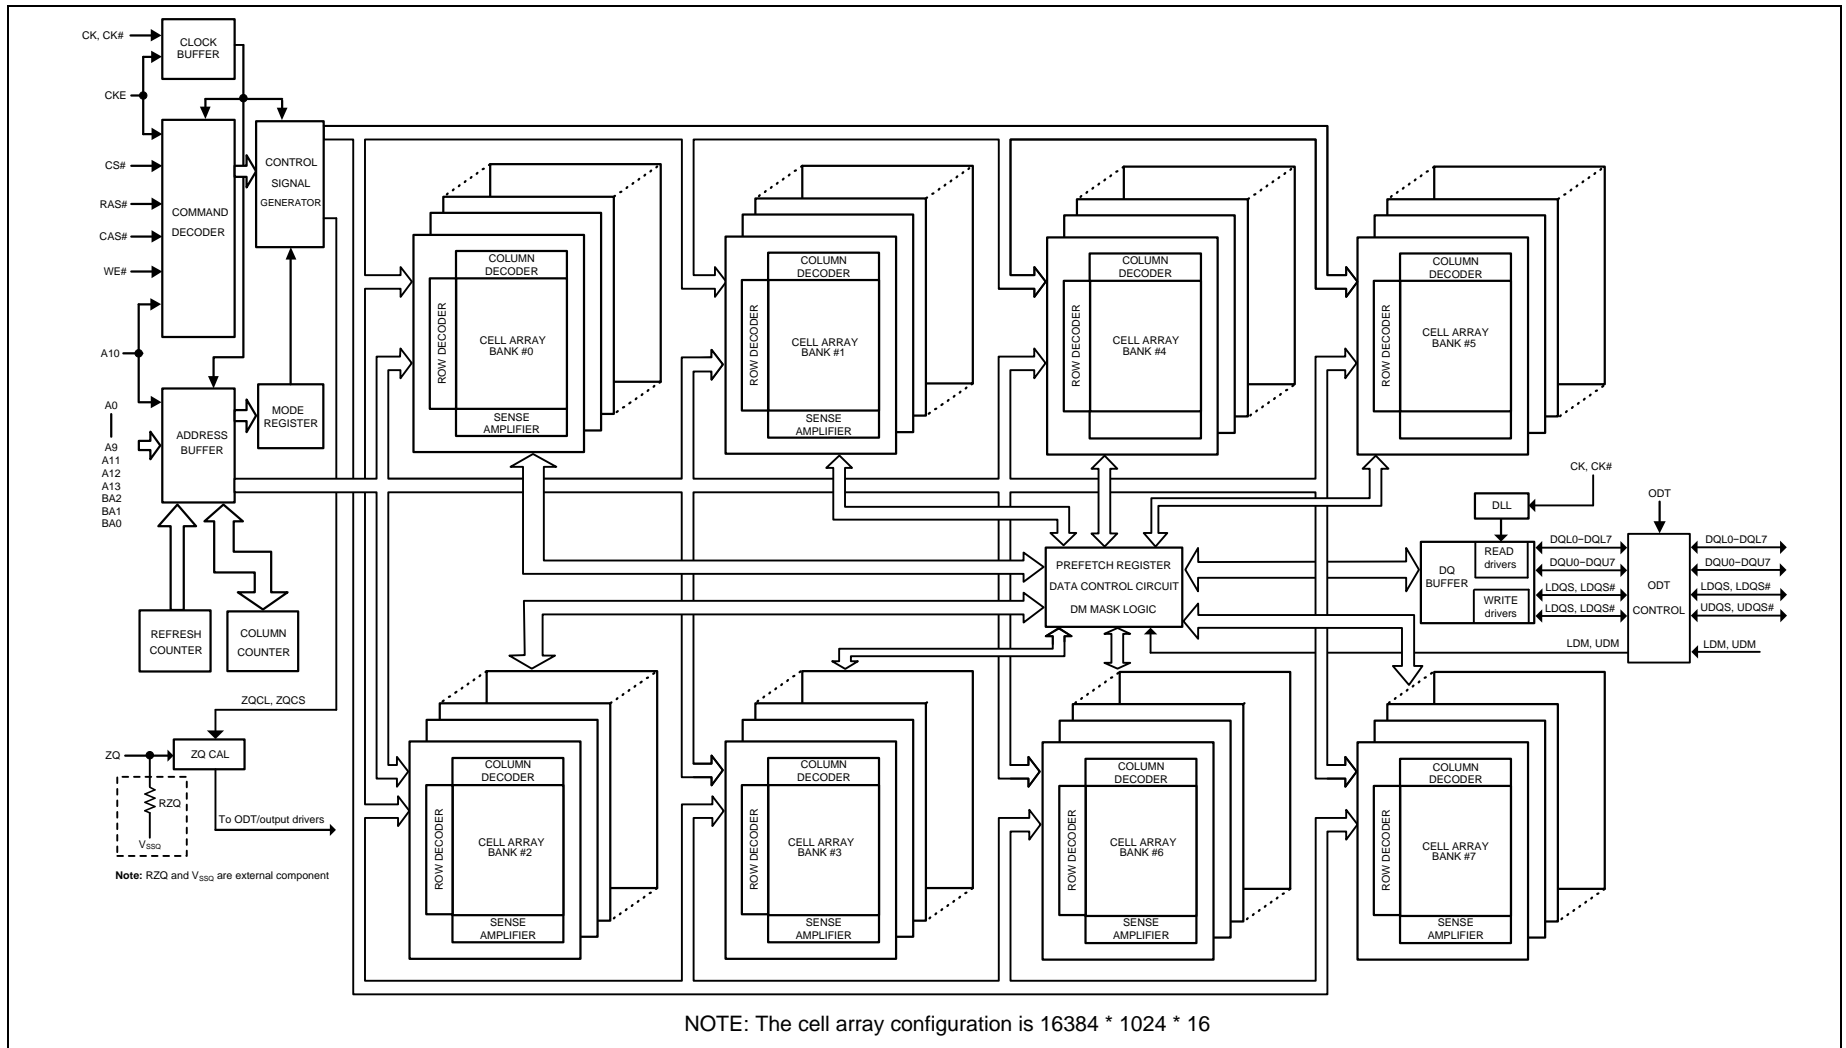 CK, CK#
CLOCK
BUFFER
CKE
CS#
RAS#
CAS#
WE#
COMMAND
DECODER
CONTROL
SIGNAL
GENERATOR
A10
A0
A9
A11
A12
A13
BA2
BA1
BA0
ADDRESS
BUFFER
MODE
REGISTER
REFRESH
COUNTER
COLUMN
COUNTER
ZQCL, ZQCS
ZQ
ZQ CAL
RZQ
VSSQ
To ODT/output drivers
Note: RZQ and VSSQ are external component
COLUMN
DECODER
ROW DECODER
CELL ARRAY
BANK #0
SENSE
AMPLIFIER
COLUMN
DECODER
ROW DECODER
CELL ARRAY
BANK #1
SENSE
AMPLIFIER
COLUMN
DECODER
ROW DECODER
CELL ARRAY
BANK #4
COLUMN
DECODER
ROW DECODER
CELL ARRAY
BANK #5
PREFETCH REGISTER
DATA CONTROL CIRCUIT
DM MASK LOGIC
CK, CK#
DLL
ODT
DQ
BUFFER
READ
drivers
WRITE
drivers
DQL0~DQL7
DQU0~DQU7
LDQS, LDQS#
LDQS, LDQS#
ODT
CONTROL
DQL0~DQL7
DQU0~DQU7
LDQS, LDQS#
UDQS, UDQS#
LDM, UDM
LDM, UDM
COLUMN
DECODER
ROW DECODER
CELL ARRAY
BANK #2
SENSE
AMPLIFIER
COLUMN
DECODER
ROW DECODER
CELL ARRAY
BANK #3
SENSE
AMPLIFIER
COLUMN
DECODER
ROW DECODER
CELL ARRAY
BANK #6
SENSE
AMPLIFIER
COLUMN
DECODER
ROW DECODER
CELL ARRAY
BANK #7
SENSE
AMPLIFIER
NOTE: The cell array configuration is 16384 * 1024 * 16